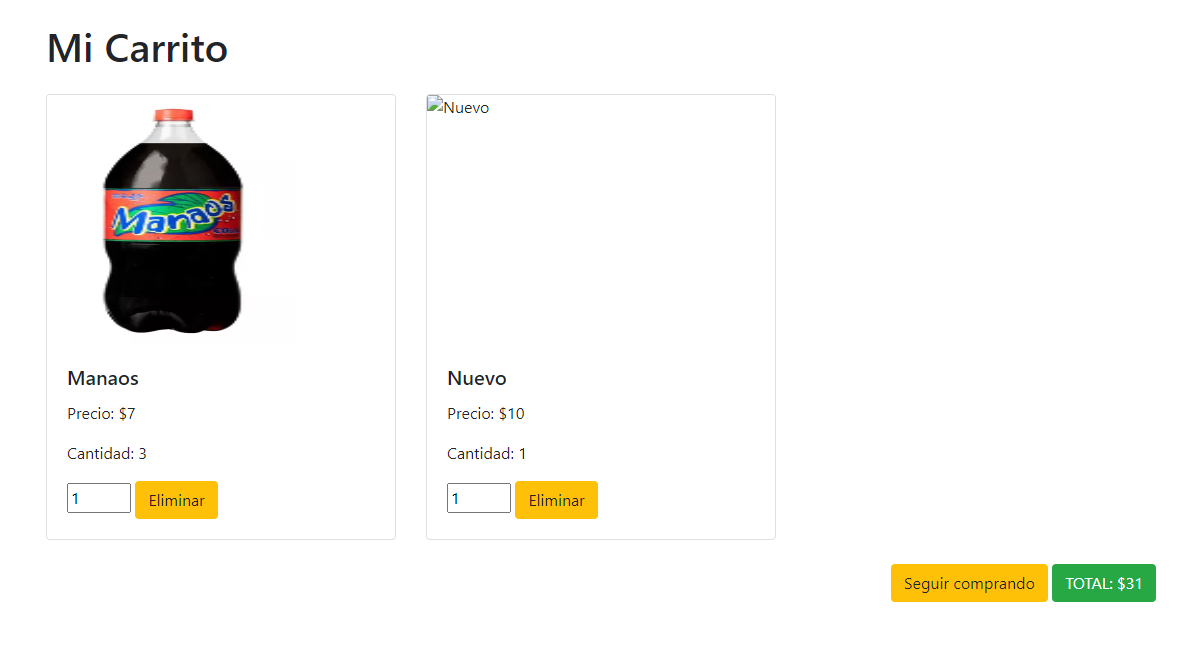 Mi Carrito
Manaos
Nuevo
Manaos
Precio: $7
Cantidad: 3
1 Eliminar
Nuevo
Precio: $10
Cantidad: 1
1 Eliminar
Seguir comprando TOTAL: $31